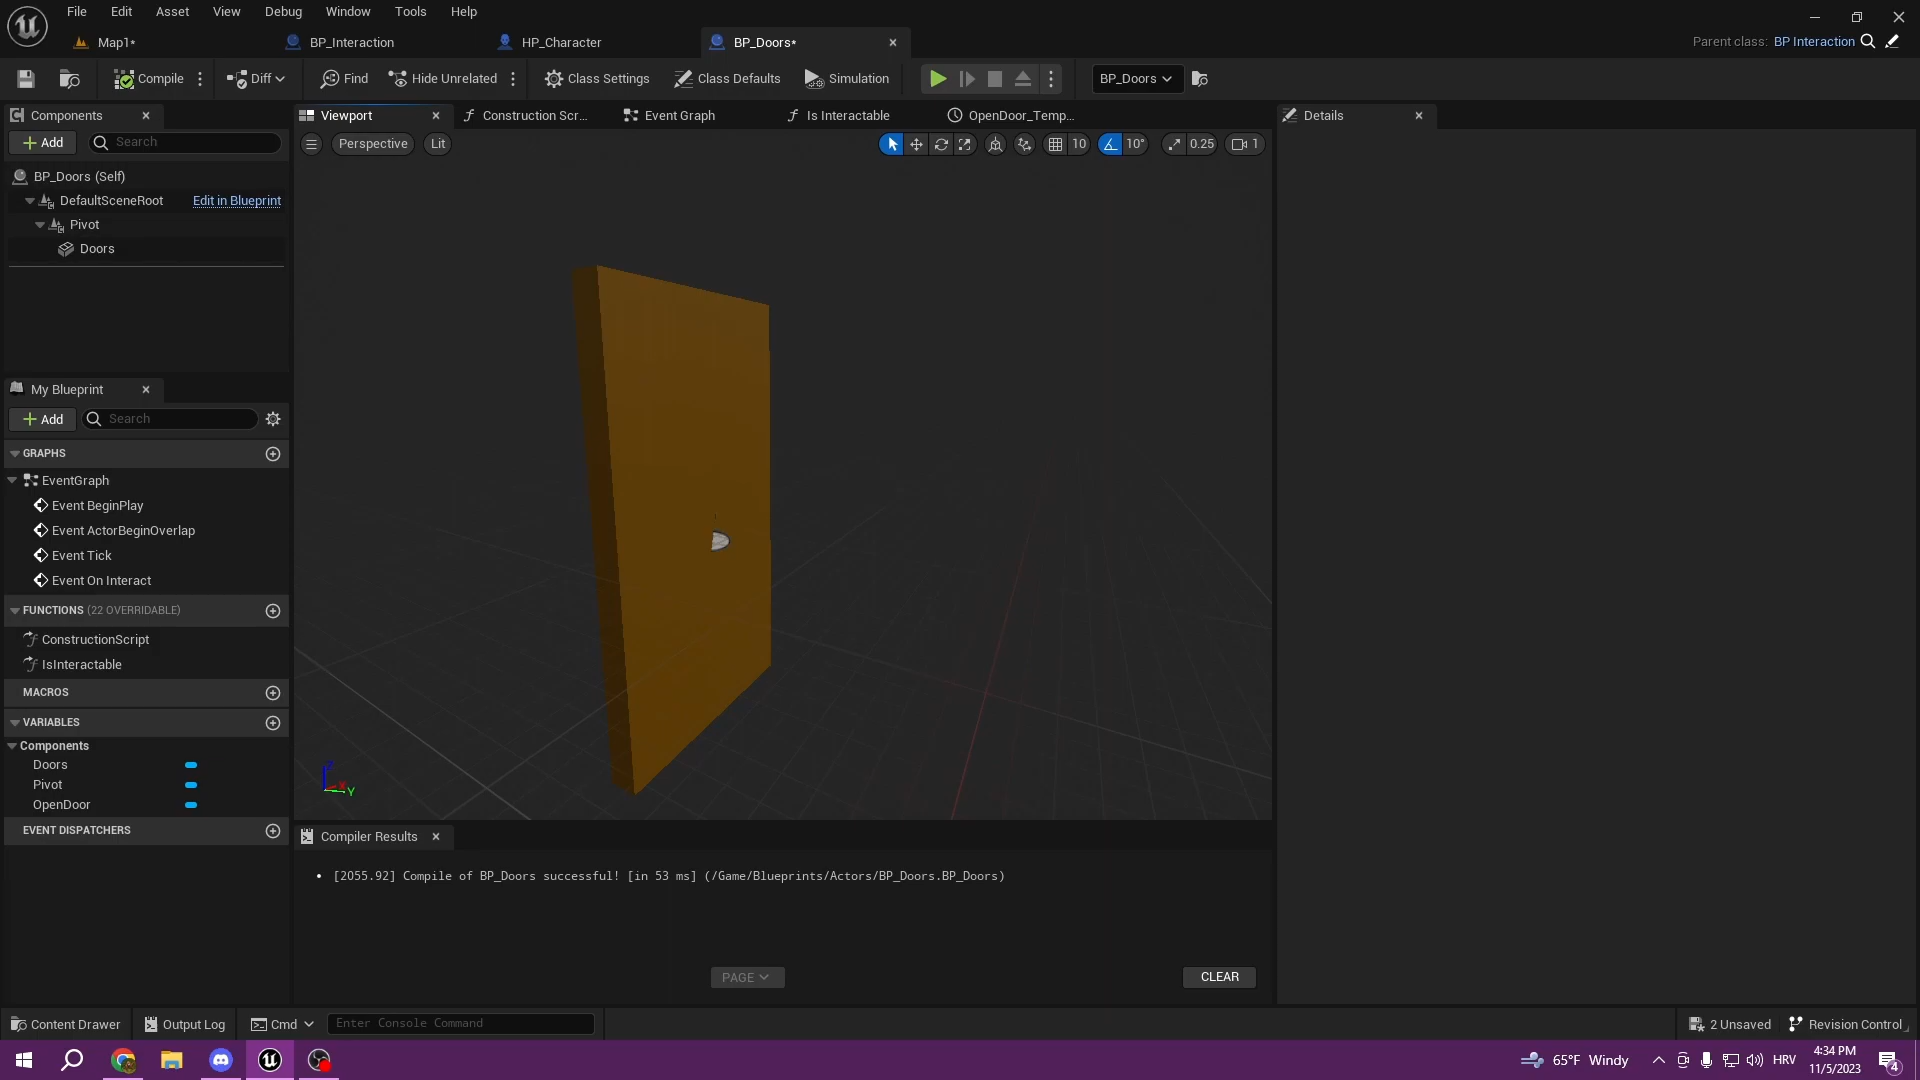 File Edit Asset View Debug Window Tools Help
Map1* BP_Interaction HP_Character BP_Doors* Parent class: BP Interaction
Compile Diff Find Hide Unrelated Class Settings Class Defaults Simulation BP_Doors
Components Viewport Construction Scr... Event Graph Is Interactable OpenDoor_Temp... Details
Add Search Perspective Lit 10 10° 0.25 1
BP_Doors (Self)
DefaultSceneRoot Edit in Blueprint
Pivot
Doors
My Blueprint
Add Search
GRAPHS
EventGraph
Event BeginPlay
Event ActorBeginOverlap
Event Tick
Event On Interact
FUNCTIONS (22 OVERRIDABLE)
ConstructionScript
IsInteractable
MACROS
VARIABLES
Components
Doors
Pivot
OpenDoor
EVENT DISPATCHERS
Z X Y
Compiler Results
[2055.92] Compile of BP_Doors successful! [in 53 ms] (/Game/Blueprints/Actors/BP_Doors.BP_Doors)
PAGE CLEAR
Content Drawer Output Log Cmd Enter Console Command 2 Unsaved Revision Control
65°F Windy HRV 4:34 PM
11/5/2023 4